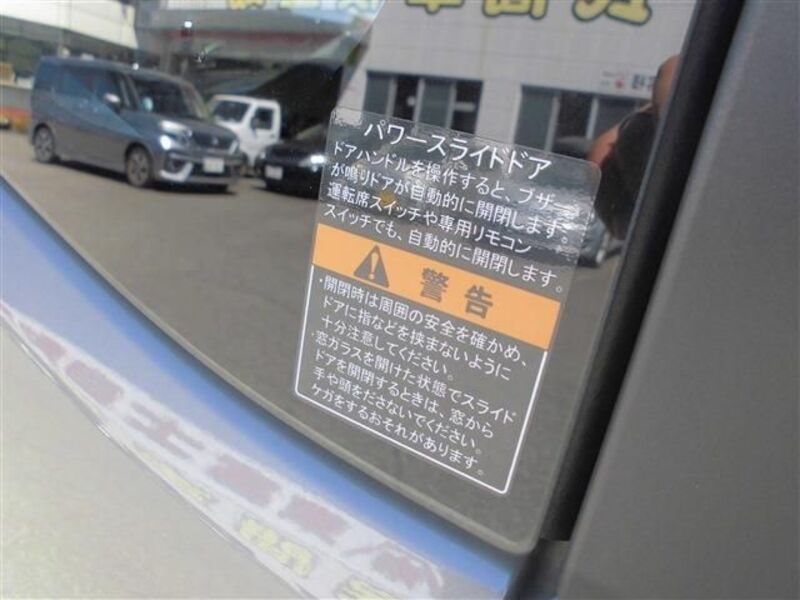 パワースライドドア
ドアハンドルを操作すると、ブザー
が鳴りドアが自動的に開閉します。
運転席スイッチや専用リモコン
スイッチでも、自動的に開閉します。
警告
・開閉時は周囲の安全を確かめ、
ドアに指などを挟まないように
十分注意してください。
・窓ガラスを開けた状態でスライド
ドアを開閉するときは、窓から
手や頭をださないでください。
ケガをするおそれがあります。